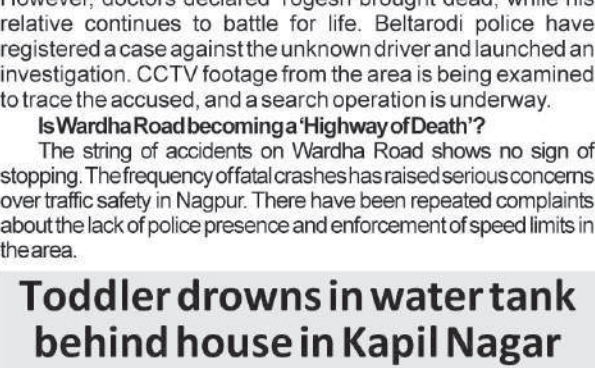 However, doctors declared Yogesh brought dead, while his
relative continues to battle for life. Beltarodi police have
registered a case against the unknown driver and launched an
investigation. CCTV footage from the area is being examined
to trace the accused, and a search operation is underway.
Is Wardha Road becoming a ‘Highway of Death’?
The string of accidents on Wardha Road shows no sign of
stopping. The frequency of fatal crashes has raised serious concerns
over traffic safety in Nagpur. There have been repeated complaints
about the lack of police presence and enforcement of speed limits in
the area.
Toddler drowns in water tank
behind house in Kapil Nagar